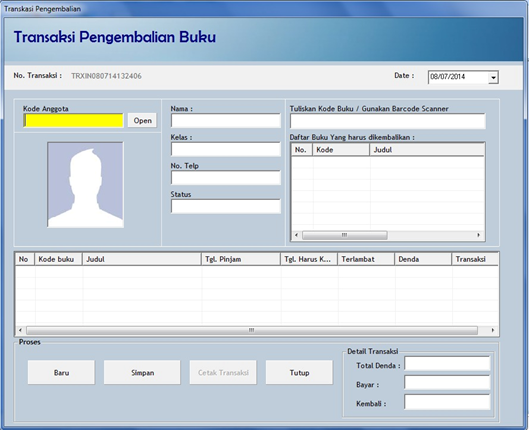 Transkasi Pengembalian
Transaksi Pengembalian Buku
No. Transaksi : TRXIN080714132406 Date : 08/07/2014
Kode Anggota
Open
Nama :
Kelas :
No. Telp
Status
Tuliskan Kode Buku / Gunakan Barcode Scanner
Daftar Buku Yang harus dikembalikan :
No. Kode Judul
No Kode buku Judul Tgl. Pinjam Tgl. Harus K... Terlambat Denda Transaksi
Proses
Baru Simpan Cetak Transaksi Tutup
Detail Transaksi
Total Denda :
Bayar :
Kembali :